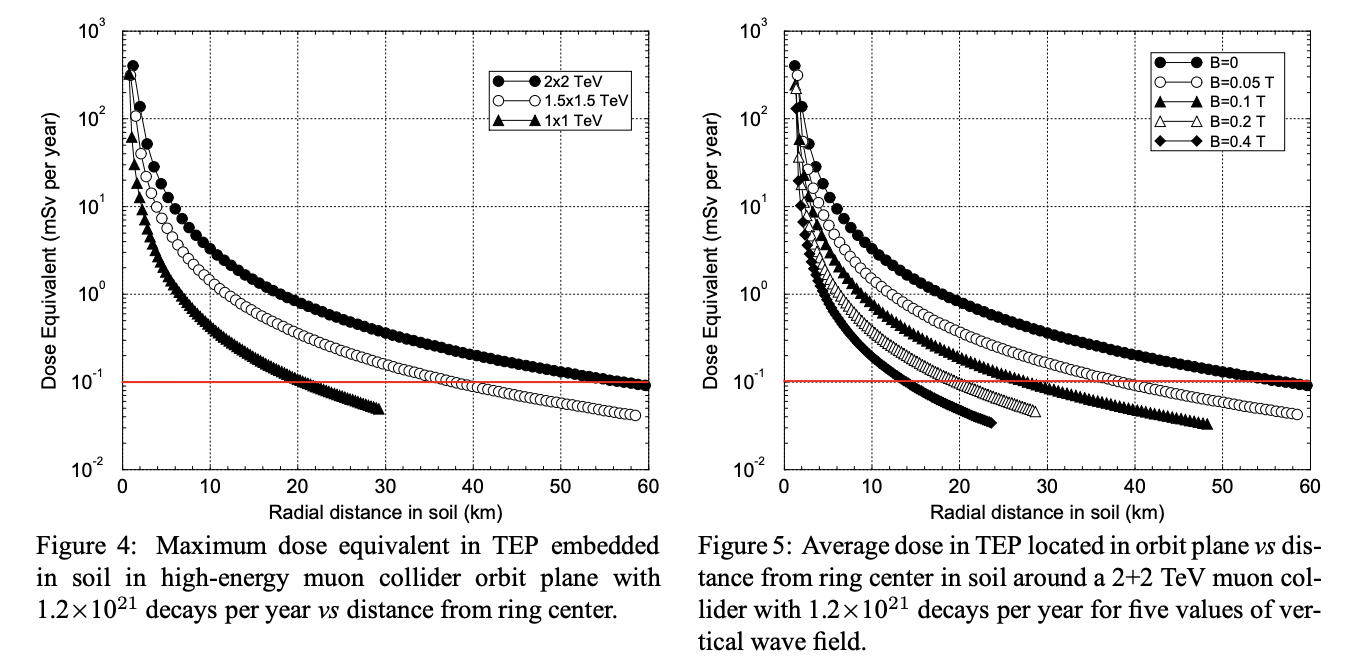 10³
10²
10¹
10⁰
10⁻¹
10⁻²
Dose Equivalent (mSv per year)
2x2 TeV
1.5x1.5 TeV
1x1 TeV
0 10 20 30 40 50 60
Radial distance in soil (km)
Figure 4: Maximum dose equivalent in TEP embedded
in soil in high-energy muon collider orbit plane with
1.2×10²¹ decays per year vs distance from ring center.
10³
10²
10¹
10⁰
10⁻¹
10⁻²
Dose Equivalent (mSv per year)
B=0
B=0.05 T
B=0.1 T
B=0.2 T
B=0.4 T
0 10 20 30 40 50 60
Radial distance in soil (km)
Figure 5: Average dose in TEP located in orbit plane vs dis-
tance from ring center in soil around a 2+2 TeV muon col-
lider with 1.2×10²¹ decays per year for five values of ver-
tical wave field.